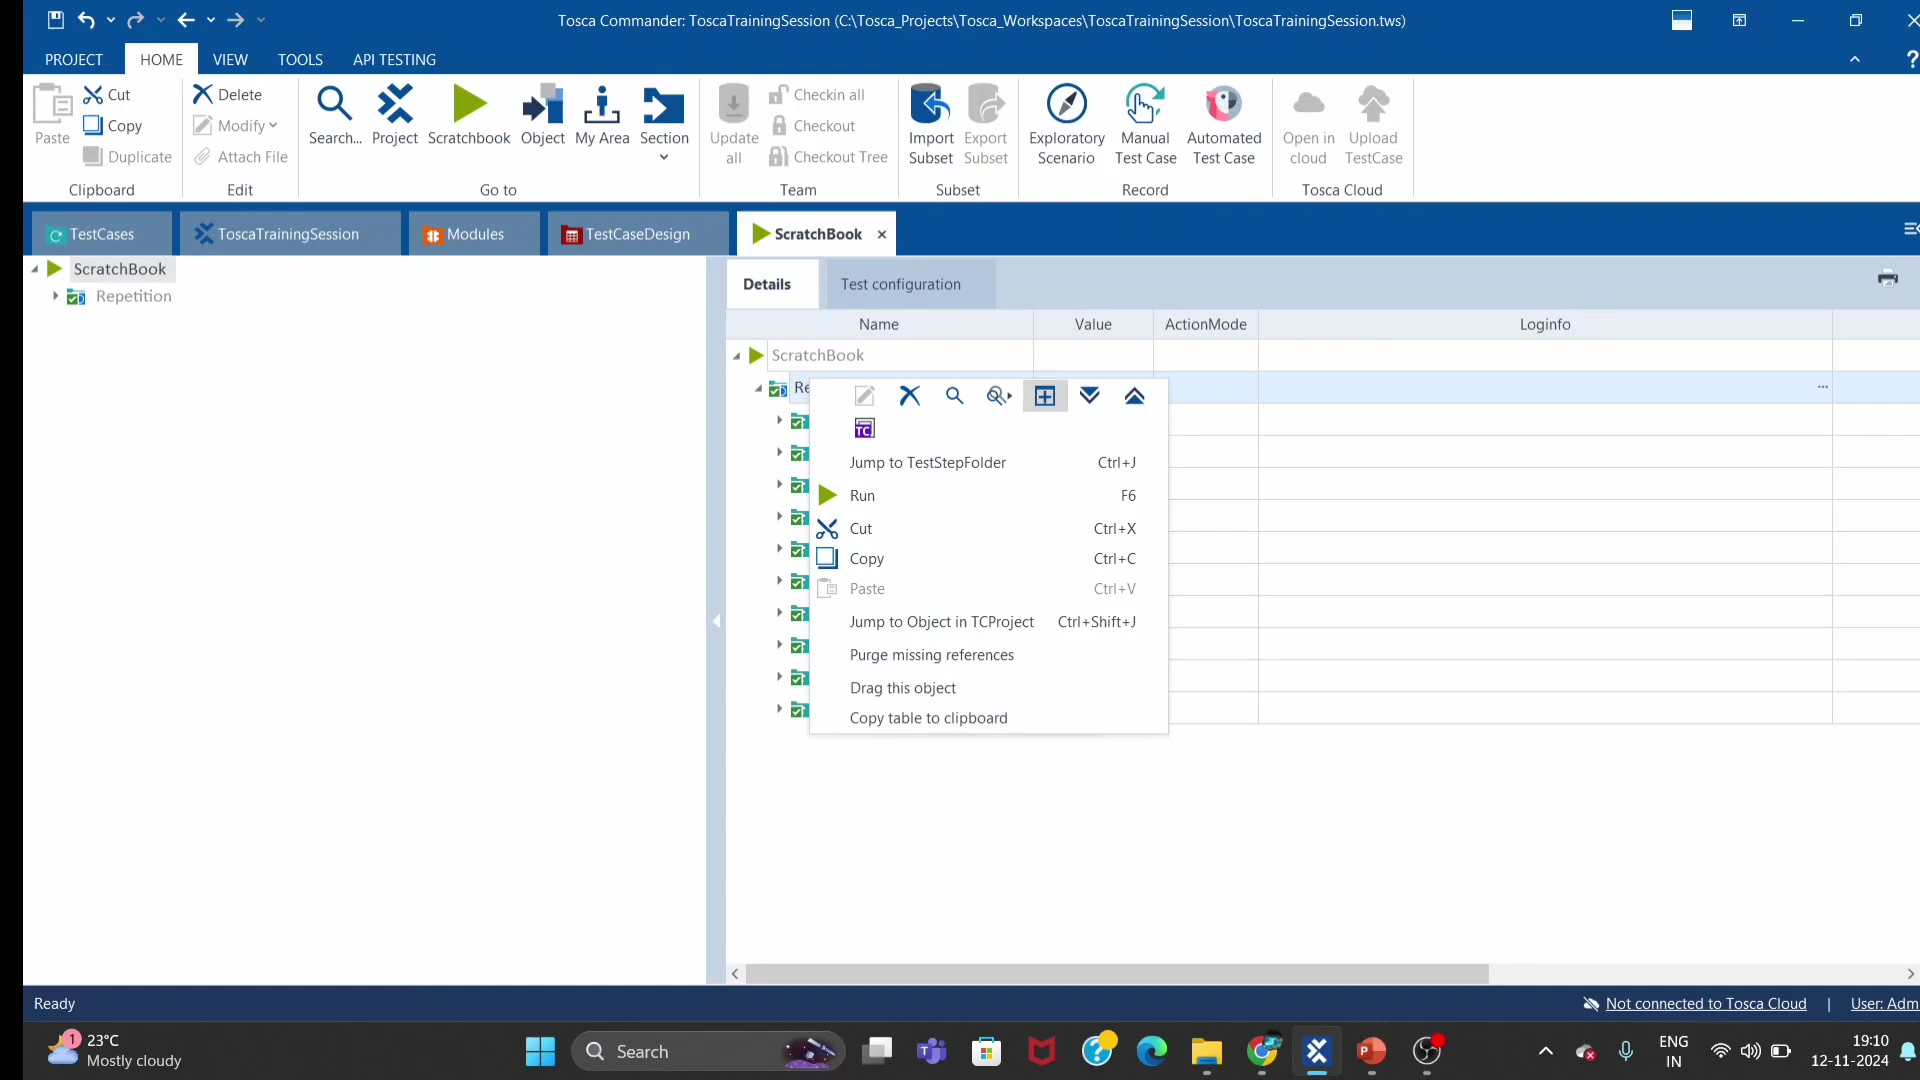 Tosca Commander: ToscaTrainingSession (C:\Tosca_Projects\Tosca_Workspaces\ToscaTrainingSession\ToscaTrainingSession.tws)
PROJECT HOME VIEW TOOLS API TESTING ?
Paste Cut Copy Duplicate
Clipboard
Delete Modify Attach File
Edit
Search... Project Scratchbook Object My Area Section
Go to
Update all Checkin all Checkout Checkout Tree
Team
Import Subset Export Subset
Subset
Exploratory Scenario Manual Test Case Automated Test Case
Record
Open in cloud Upload TestCase
Tosca Cloud
TestCases ToscaTrainingSession Modules TestCaseDesign ScratchBook
ScratchBook
Repetition
Details Test configuration
Name Value ActionMode Loginfo
ScratchBook
Re ...
TC
Jump to TestStepFolder Ctrl+J
Run F6
Cut Ctrl+X
Copy Ctrl+C
Paste Ctrl+V
Jump to Object in TCProject Ctrl+Shift+J
Purge missing references
Drag this object
Copy table to clipboard
Ready Not connected to Tosca Cloud | User: Adm
1 23°C
Mostly cloudy
Search
ENG
IN
19:10
12-11-2024